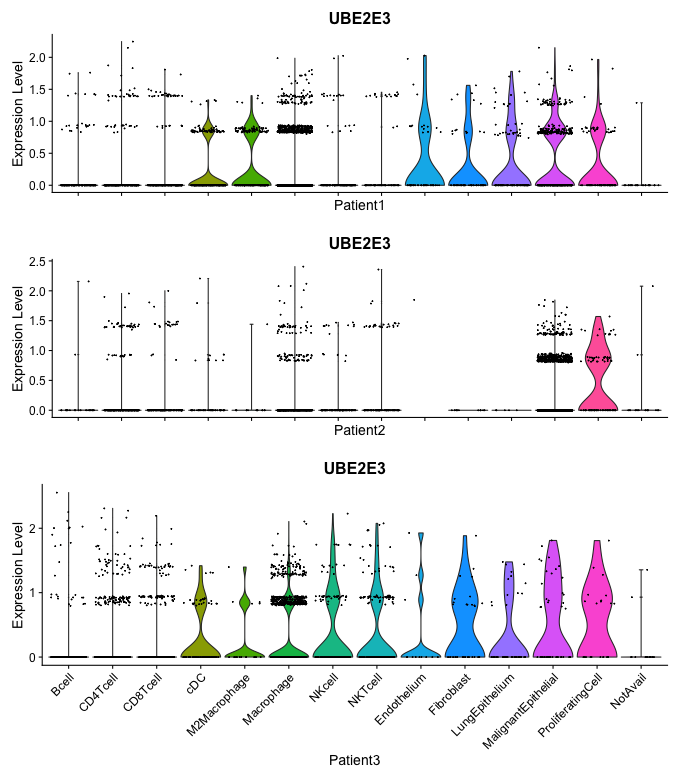 UBE2E3
Expression Level
2.0
1.5
1.0
0.5
0.0
Patient1
UBE2E3
Expression Level
2.5
2.0
1.5
1.0
0.5
0.0
Patient2
UBE2E3
Expression Level
2
1
0
Bcell
CD4Tcell
CD8Tcell
cDC
M2Macrophage
Macrophage
NKcell
NKTcell
Endothelium
Fibroblast
LungEpithelium
MalignantEpithelial
ProliferatingCell
NotAvail
Patient3